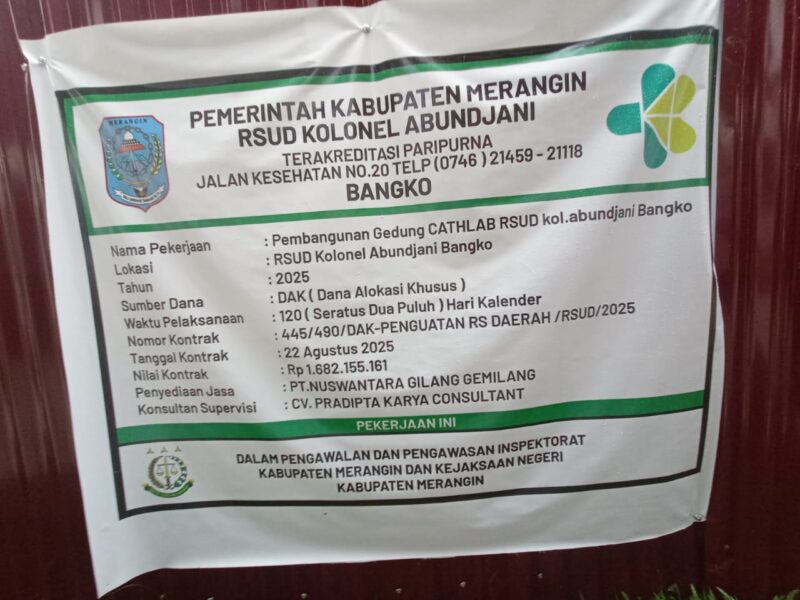 MERANGIN
PEMERINTAH KABUPATEN MERANGIN
RSUD KOLONEL ABUNDJANI
TERAKREDITASI PARIPURNA
JALAN KESEHATAN NO.20 TELP (0746 ) 21459 - 21118
BANGKO
Nama Pekerjaan : Pembangunan Gedung CATHLAB RSUD kol.abundjani Bangko
Lokasi : RSUD Kolonel Abundjani Bangko
Tahun : 2025
Sumber Dana : DAK ( Dana Alokasi Khusus )
Waktu Pelaksanaan : 120 ( Seratus Dua Puluh ) Hari Kalender
Nomor Kontrak : 445/490/DAK-PENGUATAN RS DAERAH /RSUD/2025
Tanggal Kontrak : 22 Agustus 2025
Nilai Kontrak : Rp 1.682.155.161
Penyediaan Jasa : PT.NUSWANTARA GILANG GEMILANG
Konsultan Supervisi : CV. PRADIPTA KARYA CONSULTANT
PEKERJAAN INI
DALAM PENGAWALAN DAN PENGAWASAN INSPEKTORAT
KABUPATEN MERANGIN DAN KEJAKSAAN NEGERI
KABUPATEN MERANGIN